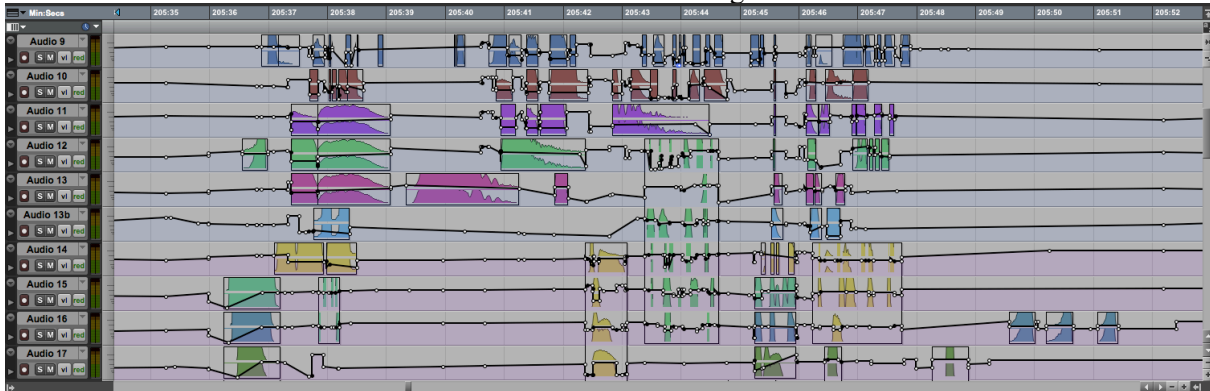 Min:Secs 205:35 205:36 205:37 205:38 205:39 205:40 205:41 205:42 205:43 205:44 205:45 205:46 205:47 205:48 205:49 205:50 205:51 205:52
Audio 9
S M vl red
Audio 10
S M vl red
Audio 11
S M vl red
Audio 12
S M vl red
Audio 13
S M vl red
Audio 13b
S M vl red
Audio 14
S M vl red
Audio 15
S M vl red
Audio 16
S M vl red
Audio 17
S M vl red